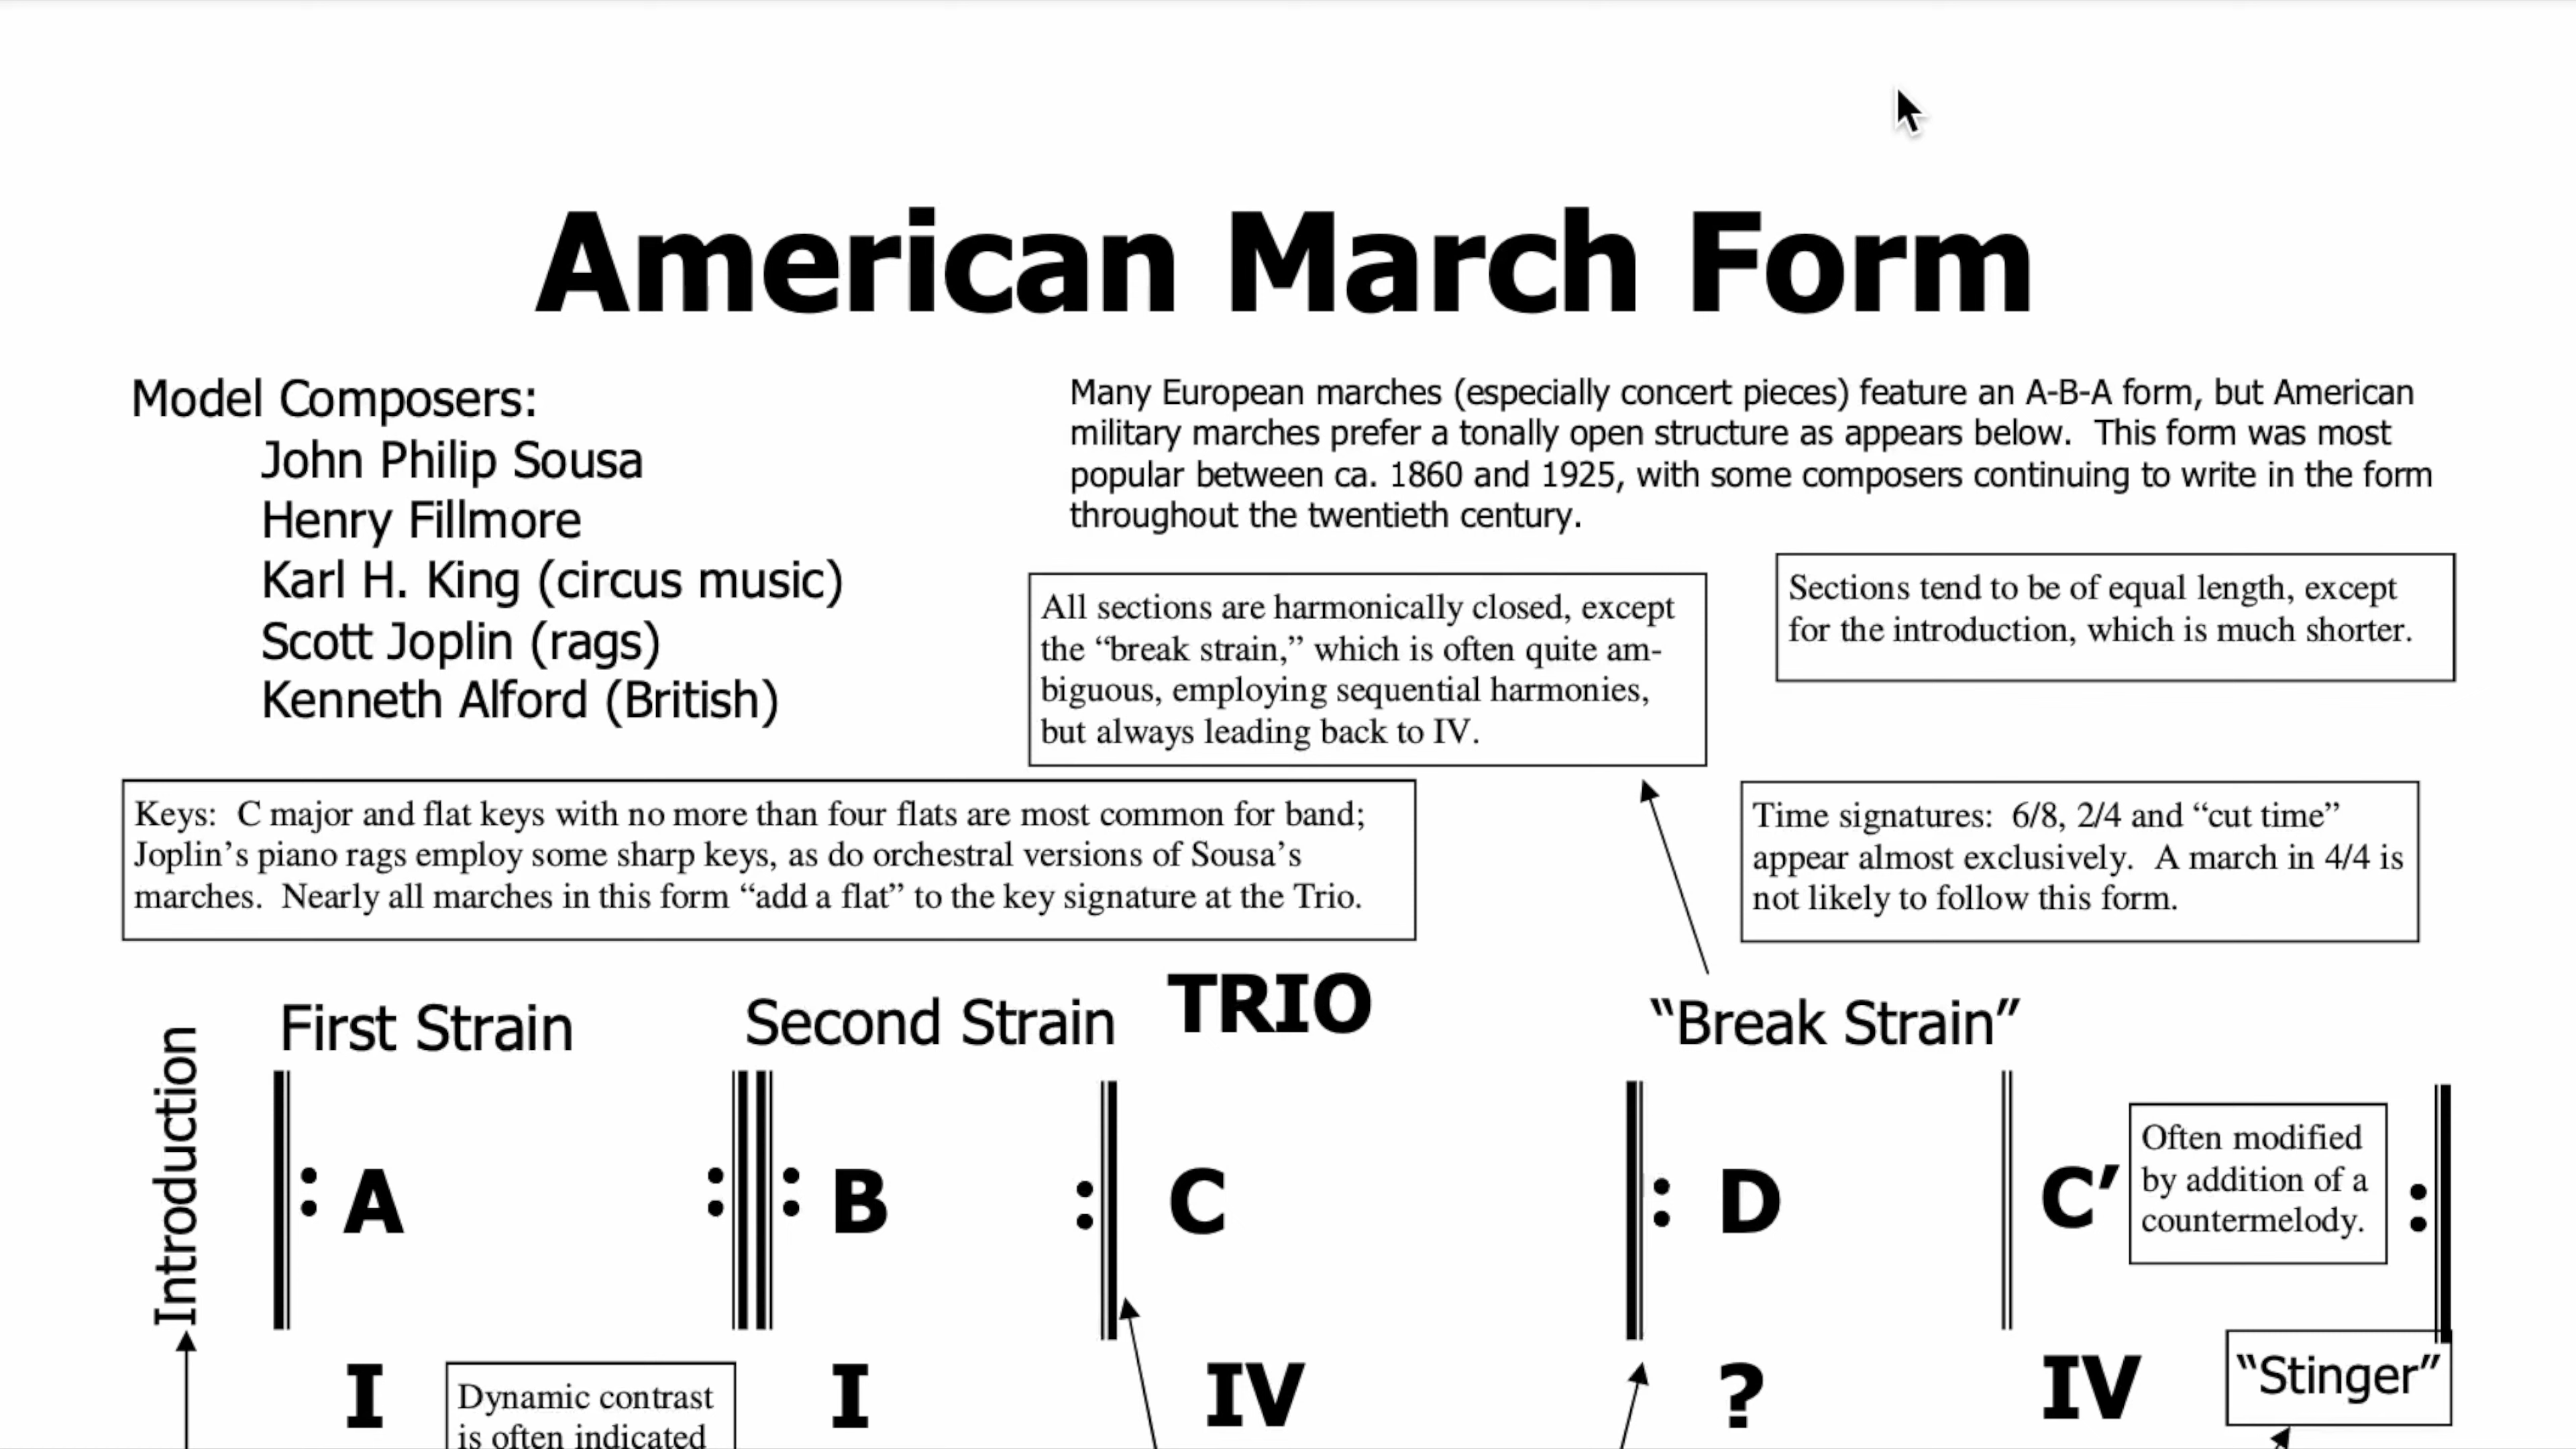 American March Form
Model Composers:
John Philip Sousa
Henry Fillmore
Karl H. King (circus music)
Scott Joplin (rags)
Kenneth Alford (British)
Many European marches (especially concert pieces) feature an A-B-A form, but American
military marches prefer a tonally open structure as appears below.  This form was most
popular between ca. 1860 and 1925, with some composers continuing to write in the form
throughout the twentieth century.
All sections are harmonically closed, except
the “break strain,” which is often quite am-
biguous, employing sequential harmonies,
but always leading back to IV.
Sections tend to be of equal length, except
for the introduction, which is much shorter.
Keys:  C major and flat keys with no more than four flats are most common for band;
Joplin’s piano rags employ some sharp keys, as do orchestral versions of Sousa’s
marches.  Nearly all marches in this form “add a flat” to the key signature at the Trio.
Time signatures:  6/8, 2/4 and “cut time”
appear almost exclusively.  A march in 4/4 is
not likely to follow this form.
Introduction
First Strain
Second Strain
TRIO
“Break Strain”
: A : : B : C : D C′
Often modified
by addition of a
countermelody.
:
I I IV ? IV
“Stinger”
Dynamic contrast
is often indicated